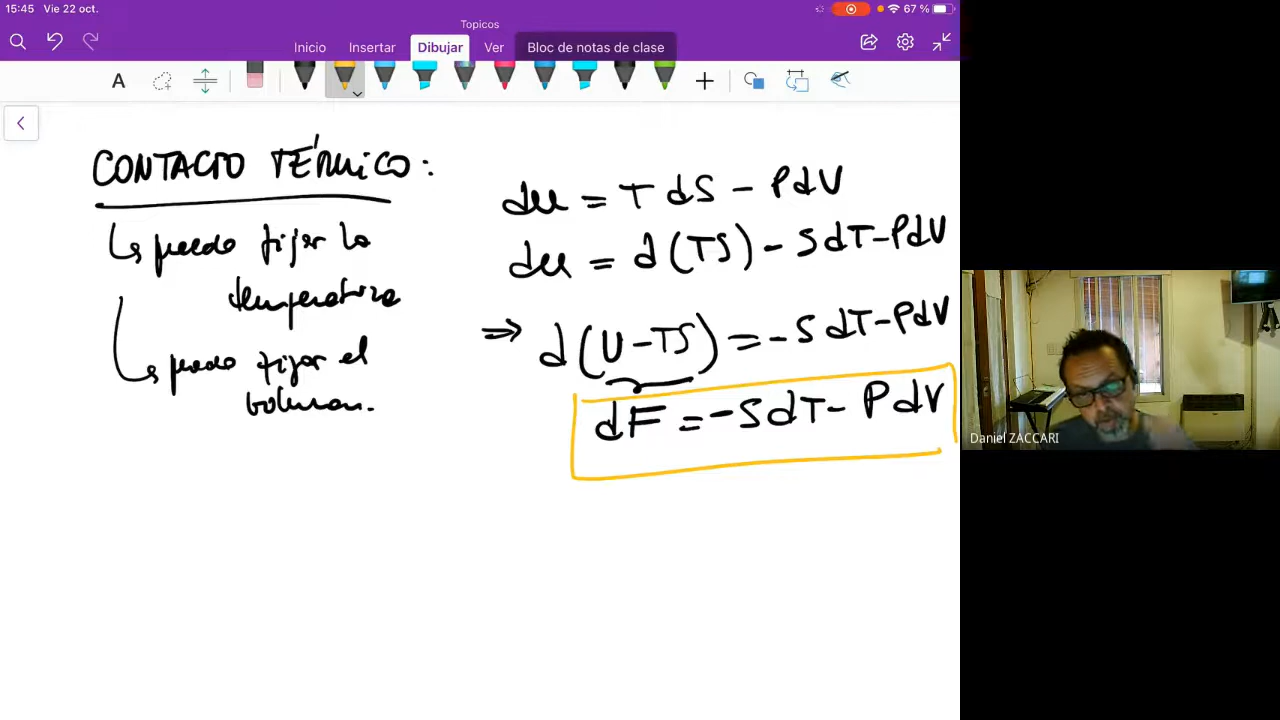 15:45 Vie 22 oct.
67 %
Topicos
Inicio Insertar Dibujar Ver Bloc de notas de clase
A
CONTACTO TÉRMICO:
↳ puedo fijar la
temperatura
↳ puedo fijar el
volumen.
dU = T dS - PdV
dU = d(TS) - SdT-PdV
⇒ d(U-TS) = -SdT-PdV
dF = -SdT- PdV
Daniel ZACCARI